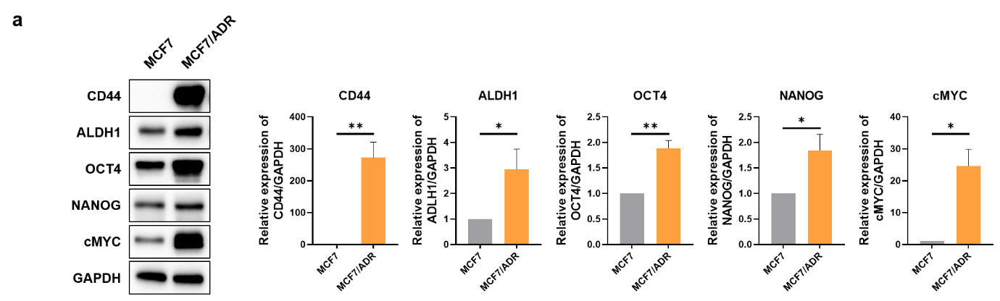 a
MCF7
MCF7/ADR
CD44
ALDH1
OCT4
NANOG
cMYC
GAPDH
CD44
Relative expression of
CD44/GAPDH
400
300
200
100
0
**
MCF7
MCF7/ADR
ALDH1
Relative expression of
ADLH1/GAPDH
5
4
3
2
1
0
*
MCF7
MCF7/ADR
OCT4
Relative expression of
OCT4/GAPDH
2.5
2.0
1.5
1.0
0.5
0.0
**
MCF7
MCF7/ADR
NANOG
Relative expression of
NANOG/GAPDH
2.5
2.0
1.5
1.0
0.5
0.0
*
MCF7
MCF7/ADR
cMYC
Relative expression of
cMYC/GAPDH
40
30
20
10
0
*
MCF7
MCF7/ADR